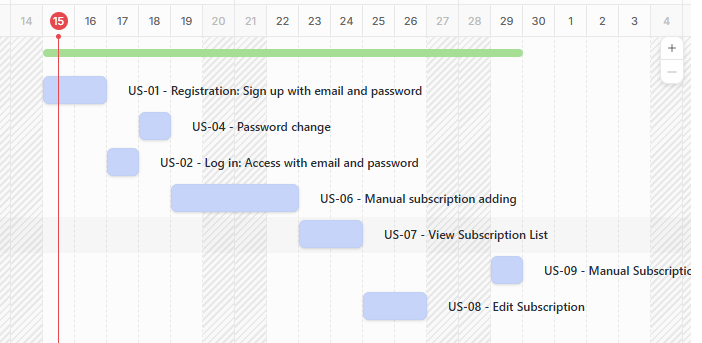 14 15 16 17 18 19 20 21 22 23 24 25 26 27 28 29 30 1 2 3 4
US-01 - Registration: Sign up with email and password
US-04 - Password change
US-02 - Log in: Access with email and password
US-06 - Manual subscription adding
US-07 - View Subscription List
US-09 - Manual Subscriptic
US-08 - Edit Subscription